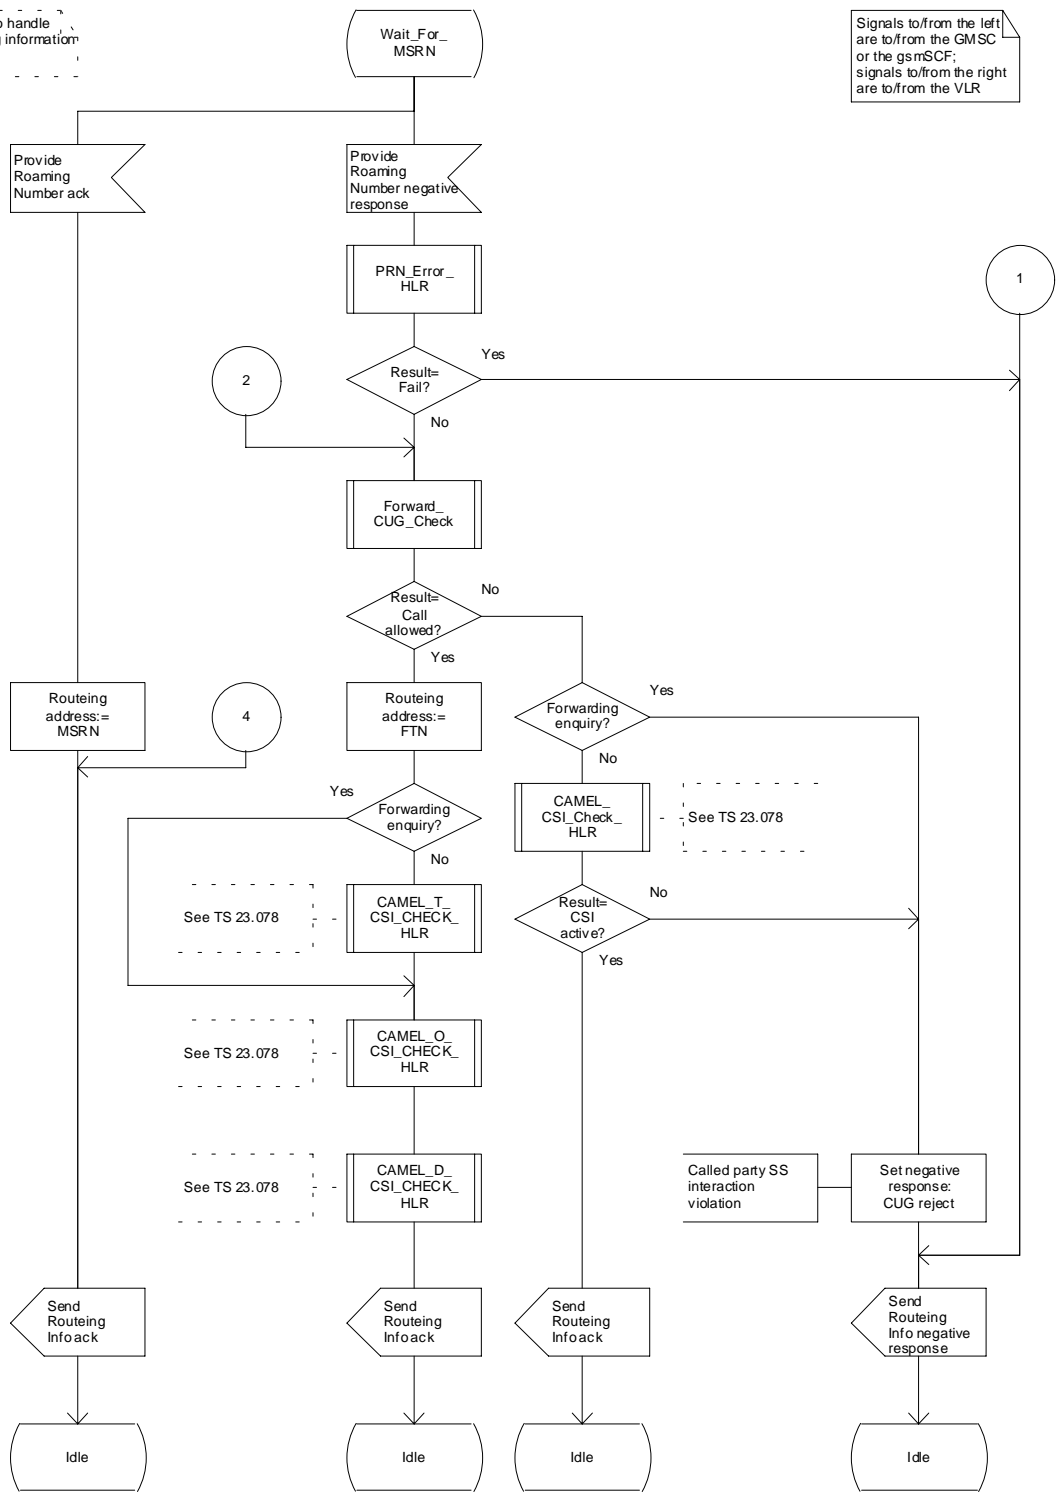 o handle
g information
Wait_For_
MSRN
Signals to/from the left
are to/from the GMSC
or the gsmSCF;
signals to/from the right
are to/from the VLR
Provide
Roaming
Number ack
Provide
Roaming
Number negative
response
PRN_Error_
HLR
1
Result=
Fail?
Yes
No
2
Forward_
CUG_Check
Result=
Call
allowed?
No
Yes
Routeing
address:=
MSRN
4
Routeing
address:=
FTN
Forwarding
enquiry?
Yes
No
Forwarding
enquiry?
Yes
No
CAMEL_
CSI_Check_
HLR
See TS 23.078
See TS 23.078
CAMEL_T_
CSI_CHECK_
HLR
Result=
CSI
active?
No
Yes
See TS 23.078
CAMEL_O_
CSI_CHECK_
HLR
See TS 23.078
CAMEL_D_
CSI_CHECK_
HLR
Called party SS
interaction
violation
Set negative
response:
CUG reject
Send
Routeing
Info ack
Send
Routeing
Info ack
Send
Routeing
Info ack
Send
Routeing
Info negative
response
Idle
Idle
Idle
Idle